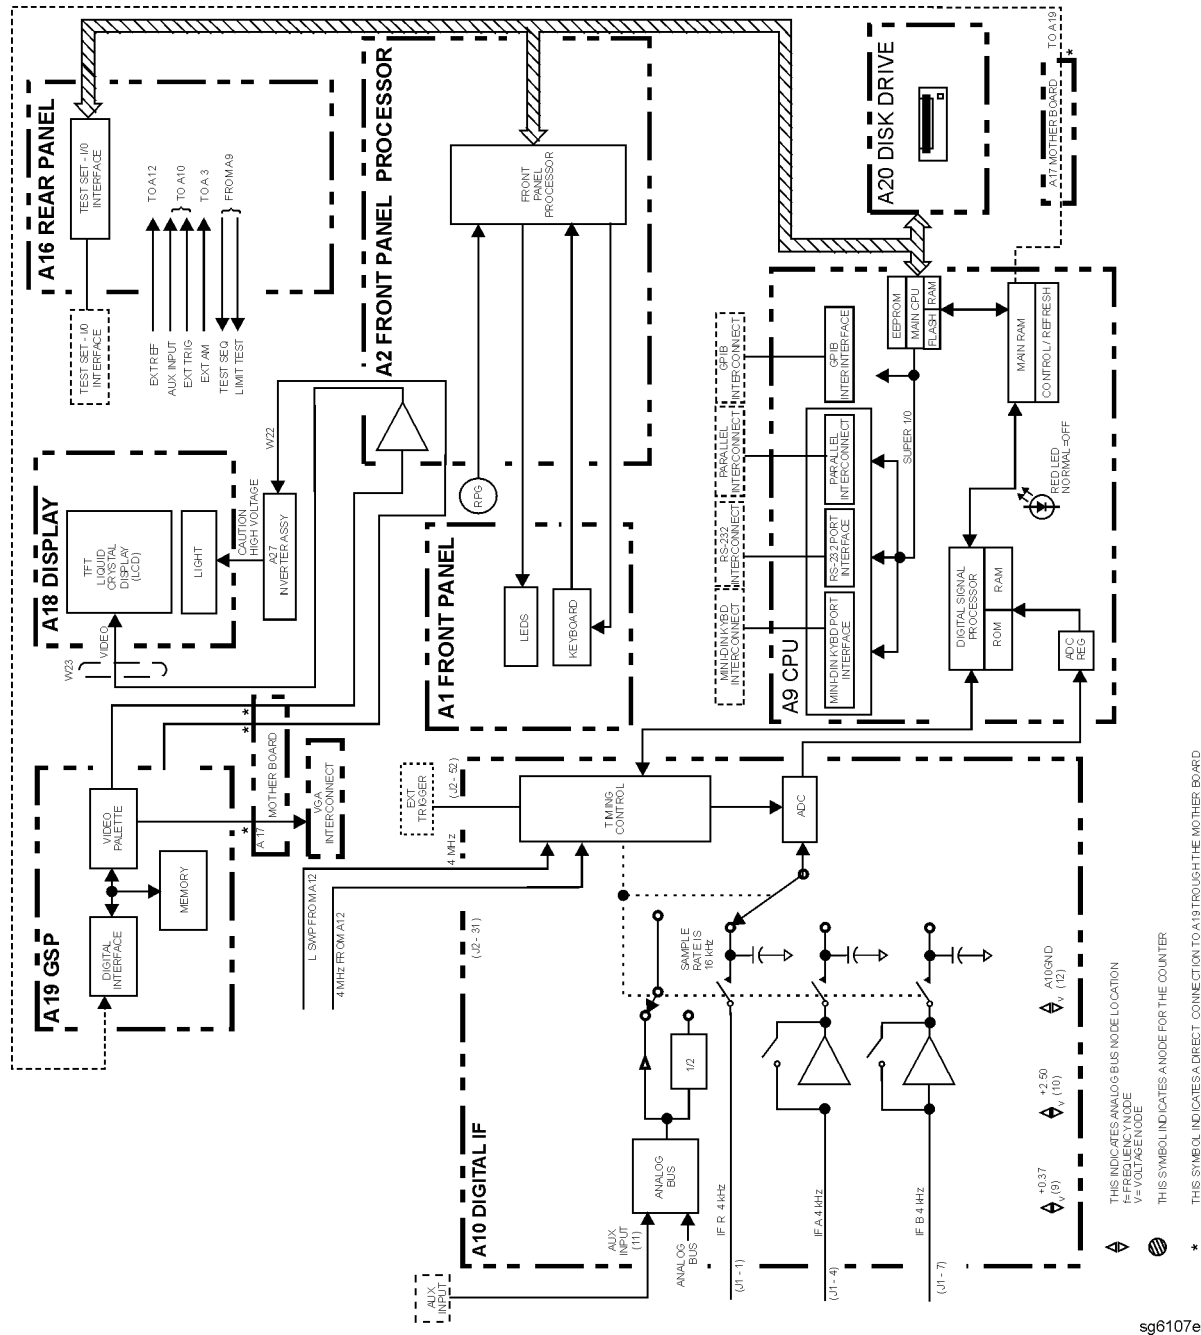 A16 REAR PANEL
TEST SET - I/0
INTERFACE
TEST SET - I/0
INTERFACE
EXT REF
AUX INPUT
EXT TRIG
EXT AM
TEST SEQ
LIMIT TEST
TO A12
TO A10
TO A 3
FROM A9
A2 FRONT PANEL PROCESSOR
FRONT
PANEL
PROCESSOR
RPG
A20 DISK DRIVE
A17 MOTHER BOARD
TO A19
*
A18 DISPLAY
TFT
LIQUID
CRYSTAL
DISPLAY
(LCD)
LIGHT
CAUTION
HIGH VOLTAGE
W22
A27
INVERTER ASSY
W23
VIDEO
A1 FRONT PANEL
LEDS
KEYBOARD
A9 CPU
GPIB
INTERCONNECT
PARALLEL
INTERCONNECT
RS-232
INTERCONNECT
MINI-DIN KYBD
INTERCONNECT
GPIB
INTERINTERFACE
PARALLEL
INTERCONNECT
RS-232 PORT
INTERFACE
MINI-DIN KYBD PORT
INTERFACE
EEPROM
MAIN CPU
FLASH
RAM
SUPER 1/0
MAIN RAM
CONTROL / REFRESH
RED LED
NORMAL=OFF
DIGITAL SIGNAL
PROCESSOR
ROM
RAM
ADC
REG
A19 GSP
VIDEO
PALETTE
MEMORY
DIGITAL
INTERFACE
* *
*
A 17
MOTHER BOARD
VGA
INTERCONNECT
L SWP FROM A12
4 MHz FROM A12
A10 DIGITAL IF
EXT
TRIGGER
(J2 - 52)
4 MHz
(J2 - 31)
TIMING
CONTROL
ADC
SAMPLE
RATE IS
16 kHz
1/2
ANALOG
BUS
AUX
INPUT
(11)
ANALOG
BUS
AUX
INPUT
IF R 4 kHz
(J1 - 1)
IF A 4 kHz
(J1 - 4)
IF B 4 kHz
(J1 - 7)
+0.37
(9)
V
+2.50
(10)
V
A10GND
(12)
V
THIS INDICATES ANALOG BUS NODE LOCATION
f= FREQUENCY NODE
V = VOLTAGE NODE
THIS SYMBOL INDICATES A NODE FOR THE COUNTER
* THIS SYMBOL INDICATES A DIRECT CONNECTION TO A19 TROUGH THE MOTHER BOARD
sg6107e